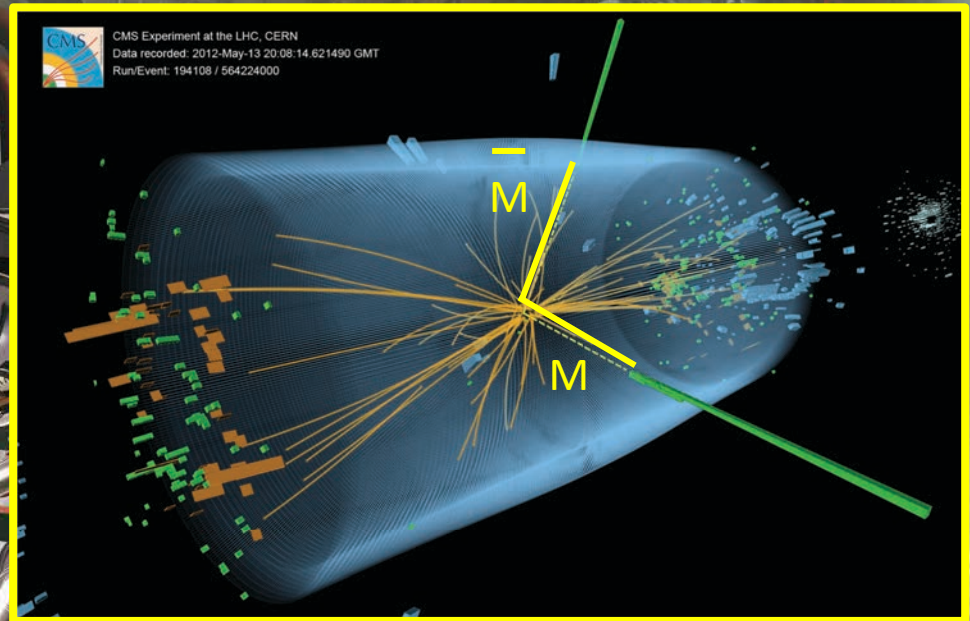 CMS
CMS Experiment at the LHC, CERN
Data recorded: 2012-May-13 20:08:14.621490 GMT
Run/Event: 194108 / 564224000
M̅
M